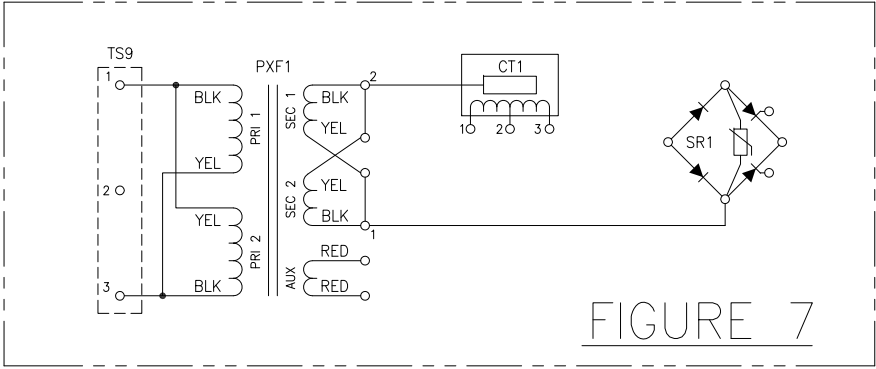 TS9
PXF1
CT1
1
2
3
BLK
PRI 1
YEL
YEL
PRI 2
BLK
SEC 1
BLK
YEL
2
SEC 2
YEL
BLK
1
AUX
RED
RED
1 2 3
SR1
FIGURE 7